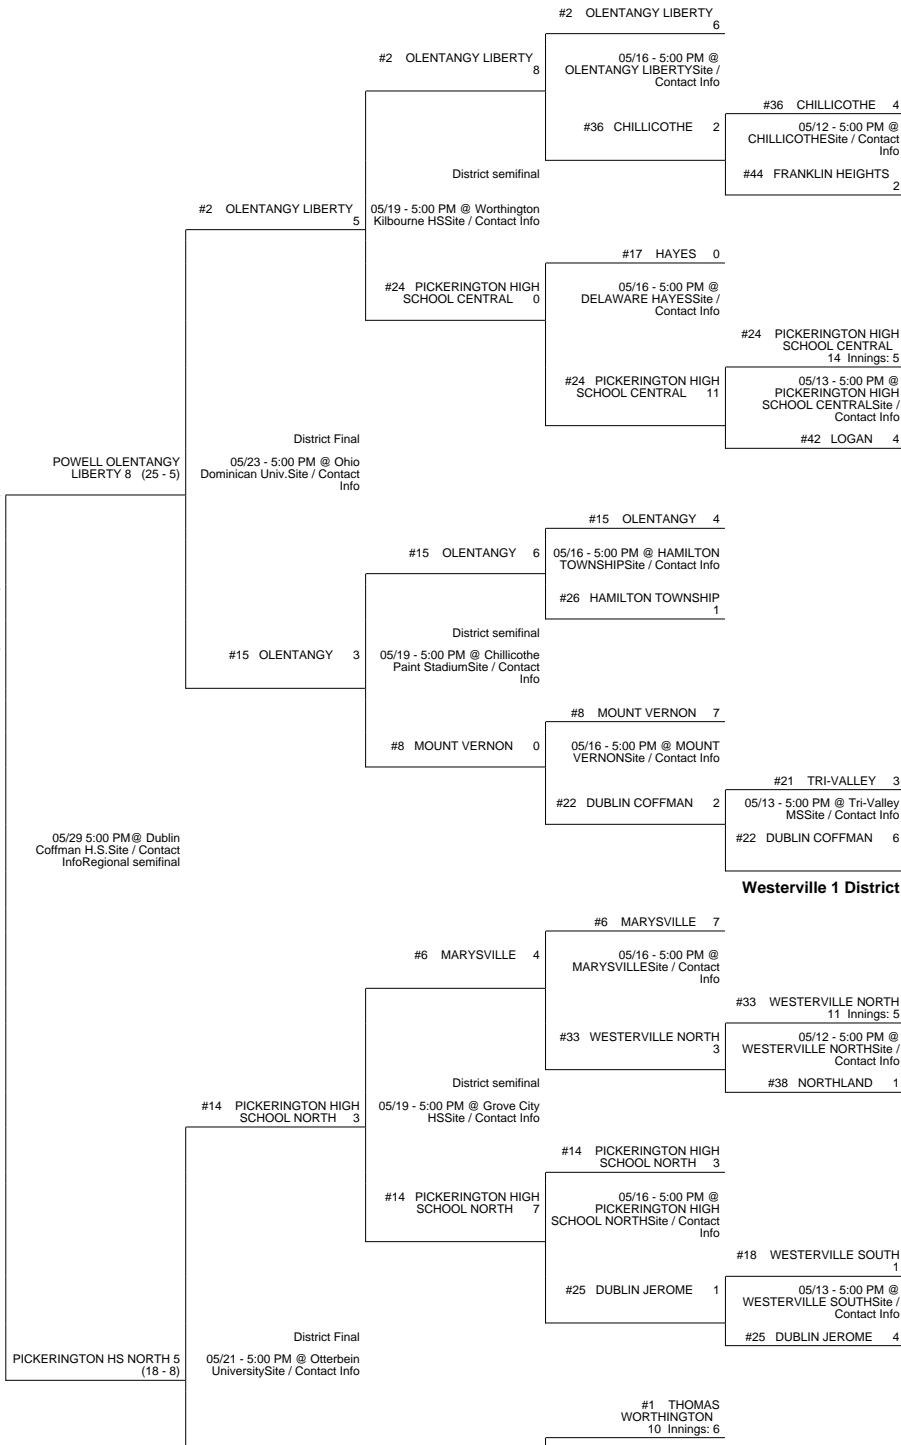 #2 OLENTANGY LIBERTY
6
#2 OLENTANGY LIBERTY
8
05/16 - 5:00 PM @
OLENTANGY LIBERTYSite /
Contact Info
#36 CHILLICOTHE 4
#36 CHILLICOTHE 2
05/12 - 5:00 PM @
CHILLICOTHESite / Contact
Info
District semifinal
#44 FRANKLIN HEIGHTS
2
#2 OLENTANGY LIBERTY
5
05/19 - 5:00 PM @ Worthington
Kilbourne HSSite / Contact Info
#17 HAYES 0
#24 PICKERINGTON HIGH
SCHOOL CENTRAL 0
05/16 - 5:00 PM @
DELAWARE HAYESSite /
Contact Info
#24 PICKERINGTON HIGH
SCHOOL CENTRAL
14 Innings: 5
#24 PICKERINGTON HIGH
SCHOOL CENTRAL 11
05/13 - 5:00 PM @
PICKERINGTON HIGH
SCHOOL CENTRALSite /
Contact Info
#42 LOGAN 4
District Final
POWELL OLENTANGY
LIBERTY 8 (25 - 5)
05/23 - 5:00 PM @ Ohio
Dominican Univ.Site / Contact
Info
#15 OLENTANGY 4
#15 OLENTANGY 6
05/16 - 5:00 PM @ HAMILTON
TOWNSHIPSite / Contact Info
#26 HAMILTON TOWNSHIP
1
District semifinal
#15 OLENTANGY 3
05/19 - 5:00 PM @ Chillicothe
Paint StadiumSite / Contact
Info
#8 MOUNT VERNON 7
#8 MOUNT VERNON 0
05/16 - 5:00 PM @ MOUNT
VERNONSite / Contact Info
#21 TRI-VALLEY 3
#22 DUBLIN COFFMAN 2
05/13 - 5:00 PM @ Tri-Valley
MSSite / Contact Info
#22 DUBLIN COFFMAN 6
05/29 5:00 PM@ Dublin
Coffman H.S.Site / Contact
InfoRegional semifinal
Westerville 1 District
#6 MARYSVILLE 7
#6 MARYSVILLE 4
05/16 - 5:00 PM @
MARYSVILLESite / Contact
Info
#33 WESTERVILLE NORTH
11 Innings: 5
#33 WESTERVILLE NORTH
3
05/12 - 5:00 PM @
WESTERVILLE NORTHSite /
Contact Info
District semifinal
#38 NORTHLAND 1
#14 PICKERINGTON HIGH
SCHOOL NORTH 3
05/19 - 5:00 PM @ Grove City
HSSite / Contact Info
#14 PICKERINGTON HIGH
SCHOOL NORTH 3
#14 PICKERINGTON HIGH
SCHOOL NORTH 7
05/16 - 5:00 PM @
PICKERINGTON HIGH
SCHOOL NORTHSite / Contact
Info
#18 WESTERVILLE SOUTH
1
#25 DUBLIN JEROME 1
05/13 - 5:00 PM @
WESTERVILLE SOUTHSite /
Contact Info
District Final
#25 DUBLIN JEROME 4
PICKERINGTON HS NORTH 5
(18 - 8)
05/21 - 5:00 PM @ Otterbein
UniversitySite / Contact Info
#1 THOMAS
WORTHINGTON
10 Innings: 6